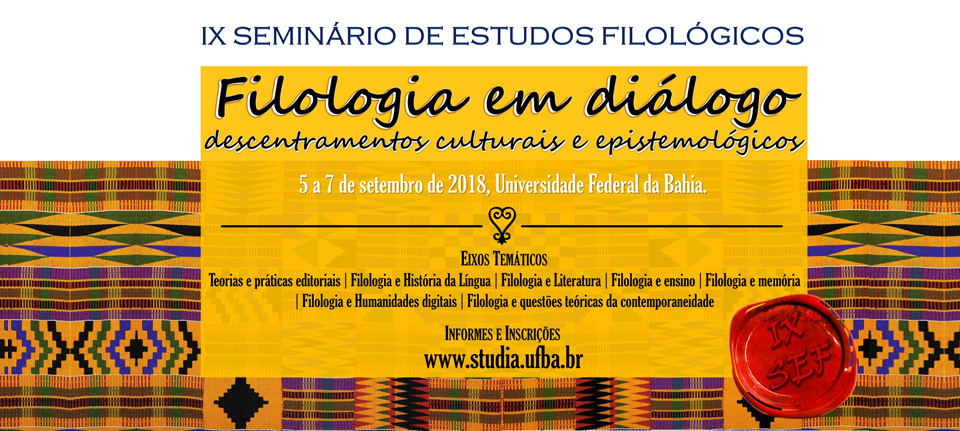 IX SEMINÁRIO DE ESTUDOS FILOLÓGICOS
Filologia em diálogo
descentramentos culturais e epistemológicos
5 a 7 de setembro de 2018, Universidade Federal da Bahia.
EIXOS TEMÁTICOS
Teorias e práticas editoriais | Filologia e História da Língua | Filologia e Literatura | Filologia e ensino | Filologia e memória
| Filologia e Humanidades digitais | Filologia e questões teóricas da contemporaneidade
INFORMES E INSCRIÇÕES
www.studia.ufba.br
IX
SEF